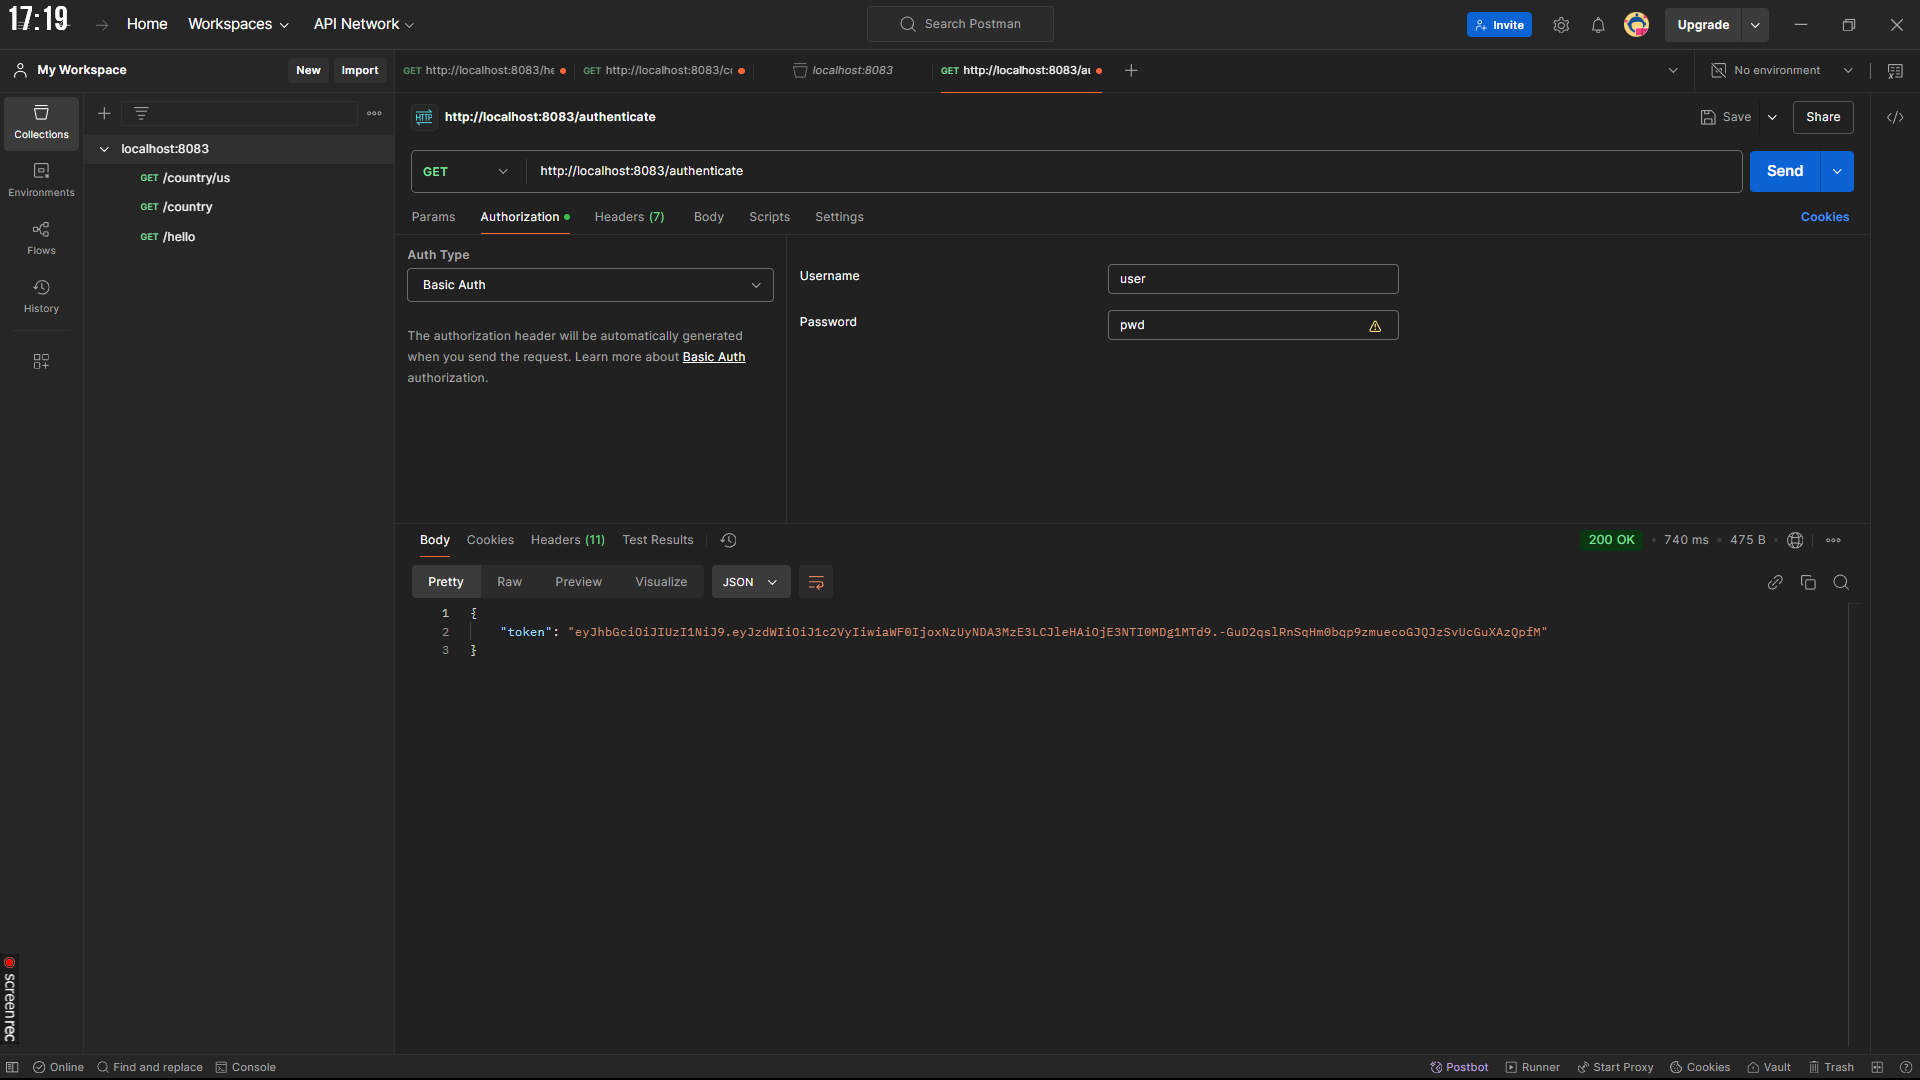 17:19
Home Workspaces API Network
Search Postman
Invite
Upgrade
My Workspace
New Import
GET http://localhost:8083/he
GET http://localhost:8083/co
localhost:8083
GET http://localhost:8083/au
No environment
Collections
Environments
Flows
History
localhost:8083
GET /country/us
GET /country
GET /hello
HTTP http://localhost:8083/authenticate
Save Share
GET http://localhost:8083/authenticate
Send
Params Authorization Headers (7) Body Scripts Settings
Cookies
Auth Type
Basic Auth
The authorization header will be automatically generated
when you send the request. Learn more about Basic Auth
authorization.
Username user
Password pwd
Body Cookies Headers (11) Test Results
200 OK 740 ms 475 B
Pretty Raw Preview Visualize JSON
1 {
2 "token": "eyJhbGciOiJIUzI1NiJ9.eyJzdWIiOiJ1c2VyIiwiaWF0IjoxNzUyNDA3MzE3LCJleHAiOjE3NTI0MDg1MTd9.-GuD2qslRnSqHm0bqp9zmuecoGJQJzSvUcGuXAzQpfM"
3 }
screen rec
Online Find and replace Console
Postbot Runner Start Proxy Cookies Vault Trash